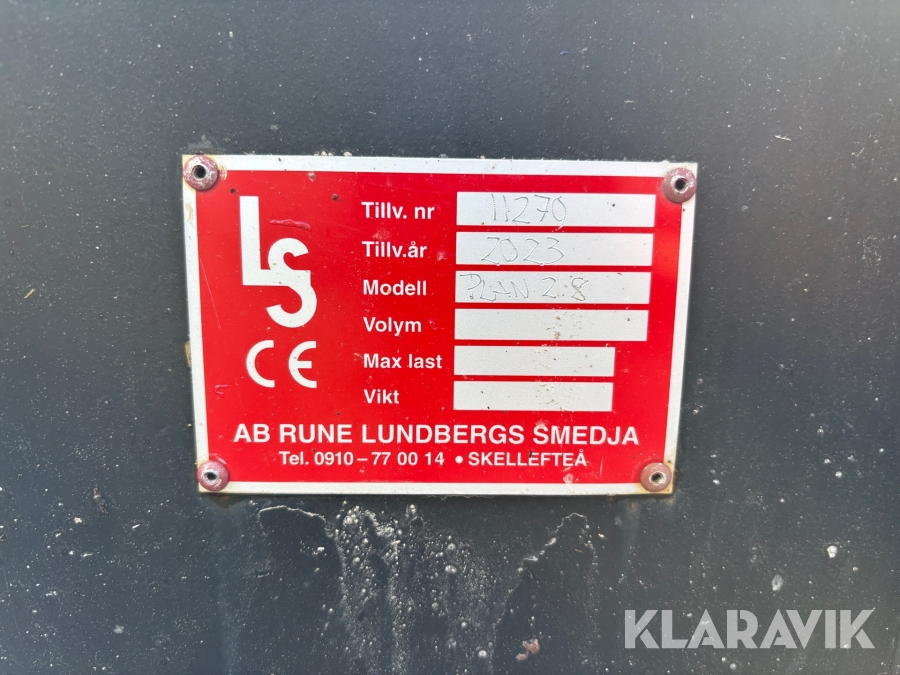 LS
CE
Tillv. nr 11270
Tillv.år 2023
Modell PLAN 2.8
Volym
Max last
Vikt
AB RUNE LUNDBERGS SMEDJA
Tel. 0910–77 00 14 • SKELLEFTEÅ
KLARAVIK